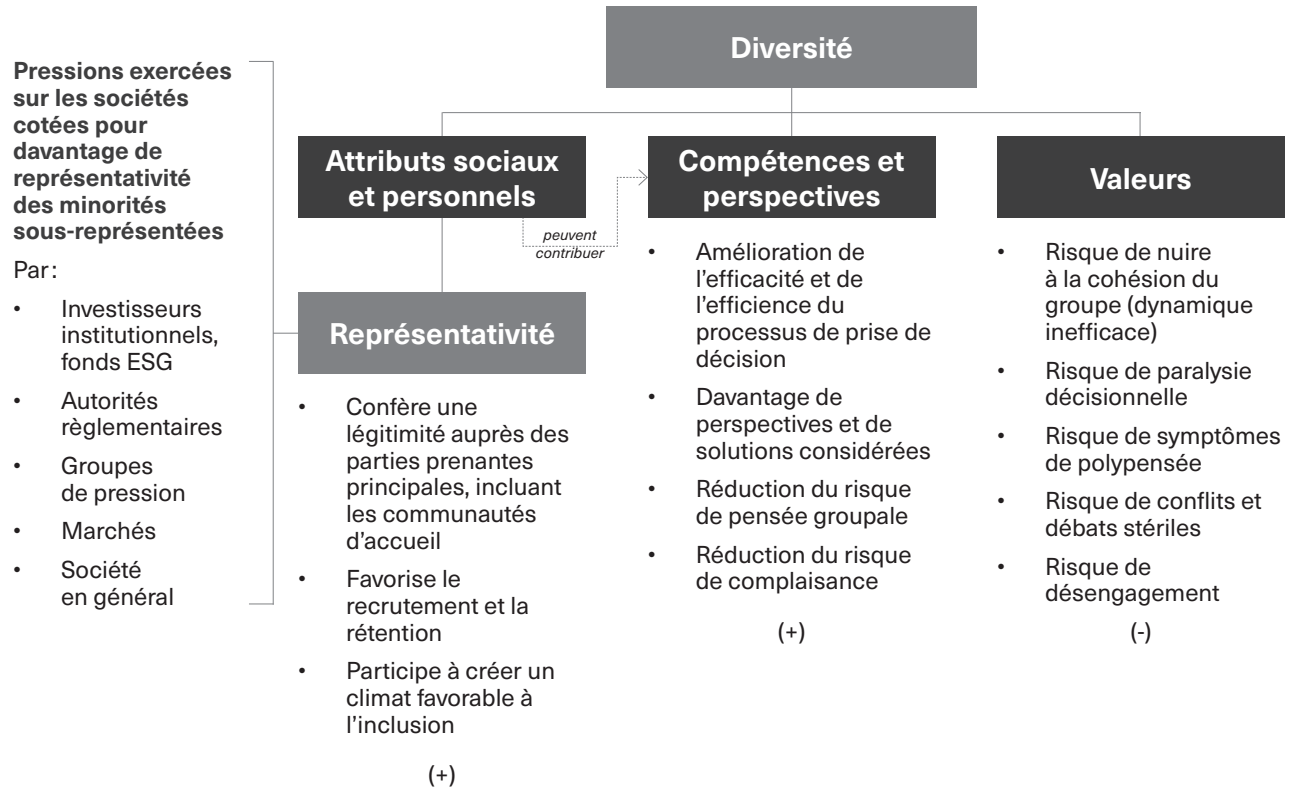 Diversité
Pressions exercées
sur les sociétés
cotées pour
davantage de
représentativité
des minorités
sous-représentées
Par :
• Investisseurs
institutionnels,
fonds ESG
• Autorités
règlementaires
• Groupes
de pression
• Marchés
• Société
en général
Attributs sociaux
et personnels
peuvent
contribuer
Représentativité
• Confère une
légitimité auprès des
parties prenantes
principales, incluant
les communautés
d’accueil
• Favorise le
recrutement et la
rétention
• Participe à créer un
climat favorable à
l’inclusion
(+)
Compétences et
perspectives
• Amélioration de
l’efficacité et de
l’efficience du
processus de prise de
décision
• Davantage de
perspectives et de
solutions considérées
• Réduction du risque
de pensée groupale
• Réduction du risque
de complaisance
(+)
Valeurs
• Risque de nuire
à la cohésion du
groupe (dynamique
inefficace)
• Risque de paralysie
décisionnelle
• Risque de symptômes
de polypensée
• Risque de conflits et
débats stériles
• Risque de
désengagement
(-)